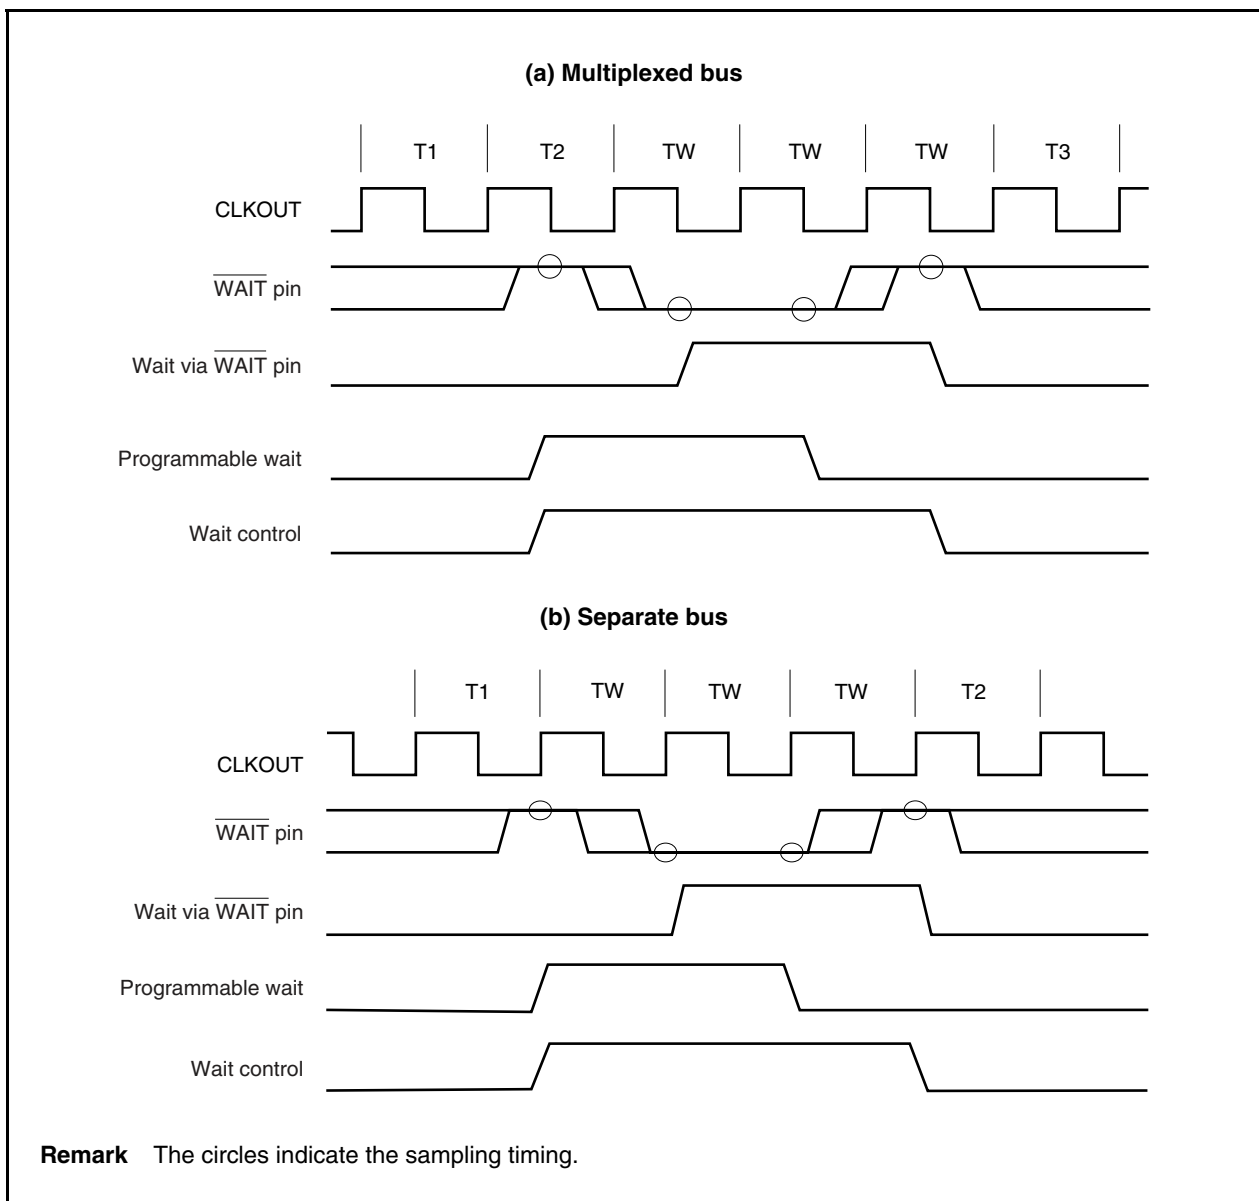 (a) Multiplexed bus
T1 T2 TW TW TW T3
CLKOUT
WAIT pin
Wait via WAIT pin
Programmable wait
Wait control
(b) Separate bus
T1 TW TW TW T2
CLKOUT
WAIT pin
Wait via WAIT pin
Programmable wait
Wait control
Remark The circles indicate the sampling timing.